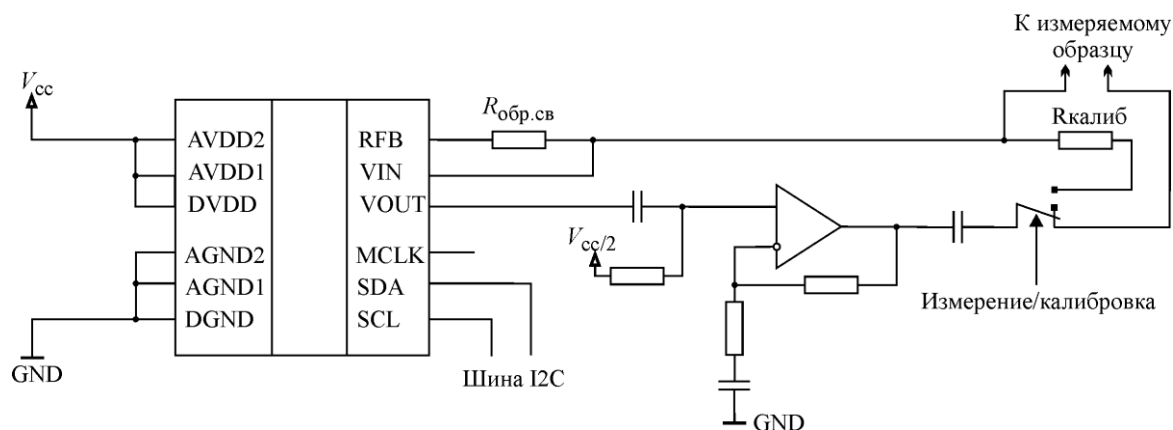 К измеряемому
образцу
Vcc
Rобр.св
Rкалиб
AVDD2
RFB
AVDD1
VIN
DVDD
VOUT
Vcc/2
AGND2
MCLK
AGND1
SDA
DGND
SCL
Измерение/калибровка
GND
Шина I2C
GND